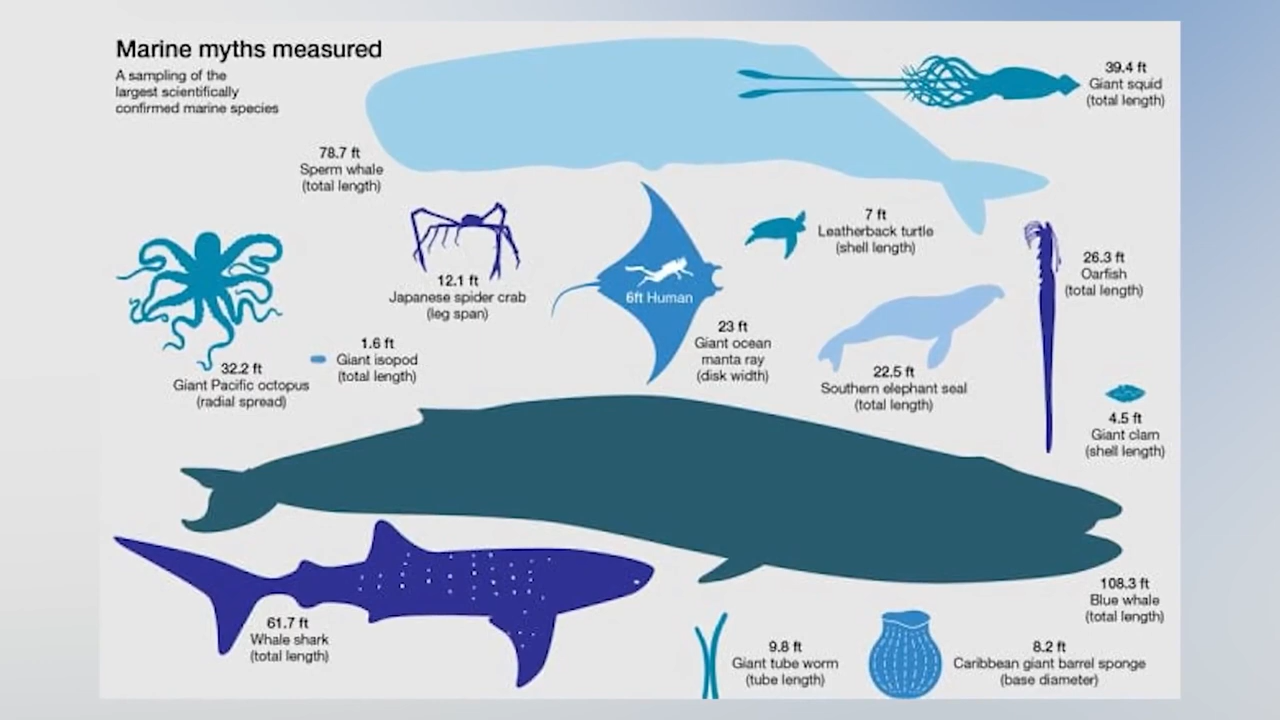 Marine myths measured
A sampling of the
largest scientifically
confirmed marine species
39.4 ft
Giant squid
(total length)
78.7 ft
Sperm whale
(total length)
7 ft
Leatherback turtle
(shell length)
26.3 ft
Oarfish
(total length)
12.1 ft
Japanese spider crab
(leg span)
6ft Human
23 ft
Giant ocean
manta ray
(disk width)
1.6 ft
Giant isopod
(total length)
32.2 ft
Giant Pacific octopus
(radial spread)
22.5 ft
Southern elephant seal
(total length)
4.5 ft
Giant clam
(shell length)
108.3 ft
Blue whale
(total length)
61.7 ft
Whale shark
(total length)
9.8 ft
Giant tube worm
(tube length)
8.2 ft
Caribbean giant barrel sponge
(base diameter)